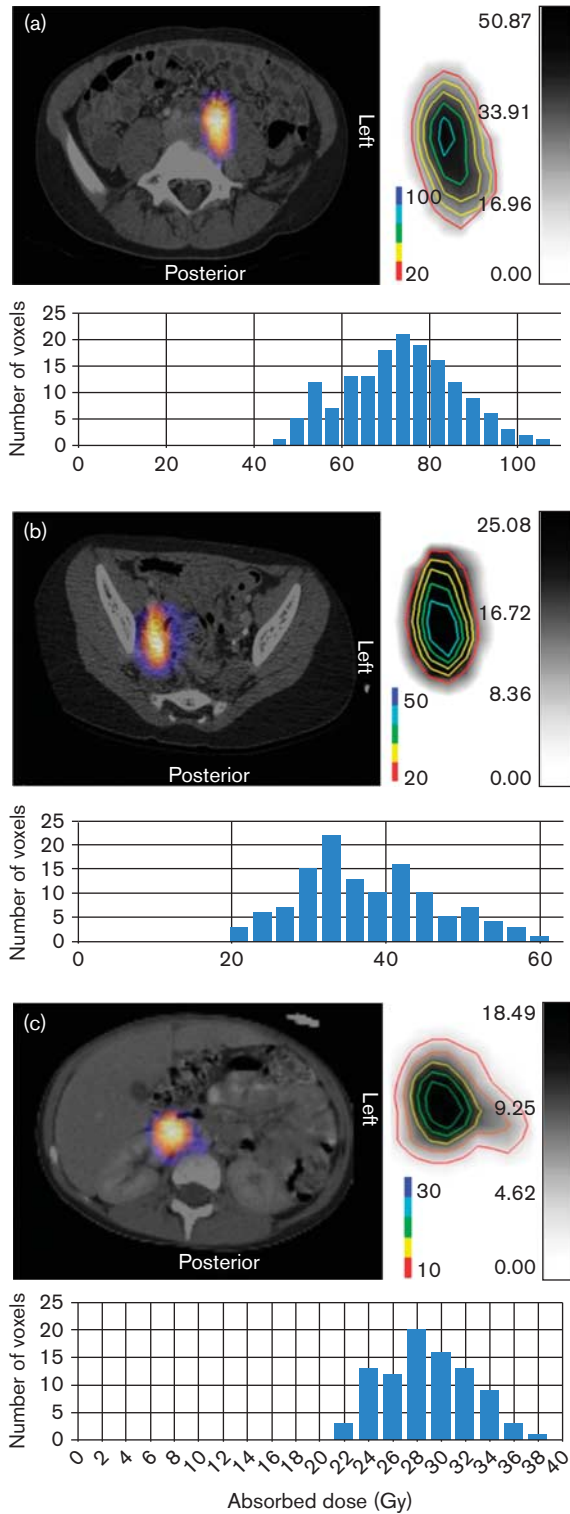 (a)
Left
Posterior
50.87
33.91
16.96
0.00
100
20
Number of voxels
25
20
15
10
5
0
0 20 40 60 80 100
(b)
Left
Posterior
25.08
16.72
8.36
0.00
50
20
Number of voxels
25
20
15
10
5
0
0 20 40 60
(c)
Left
Posterior
18.49
9.25
4.62
0.00
30
10
Number of voxels
25
20
15
10
5
0
0 2 4 6 8 10 12 14 16 18 20 22 24 26 28 30 32 34 36 38 40
Absorbed dose (Gy)